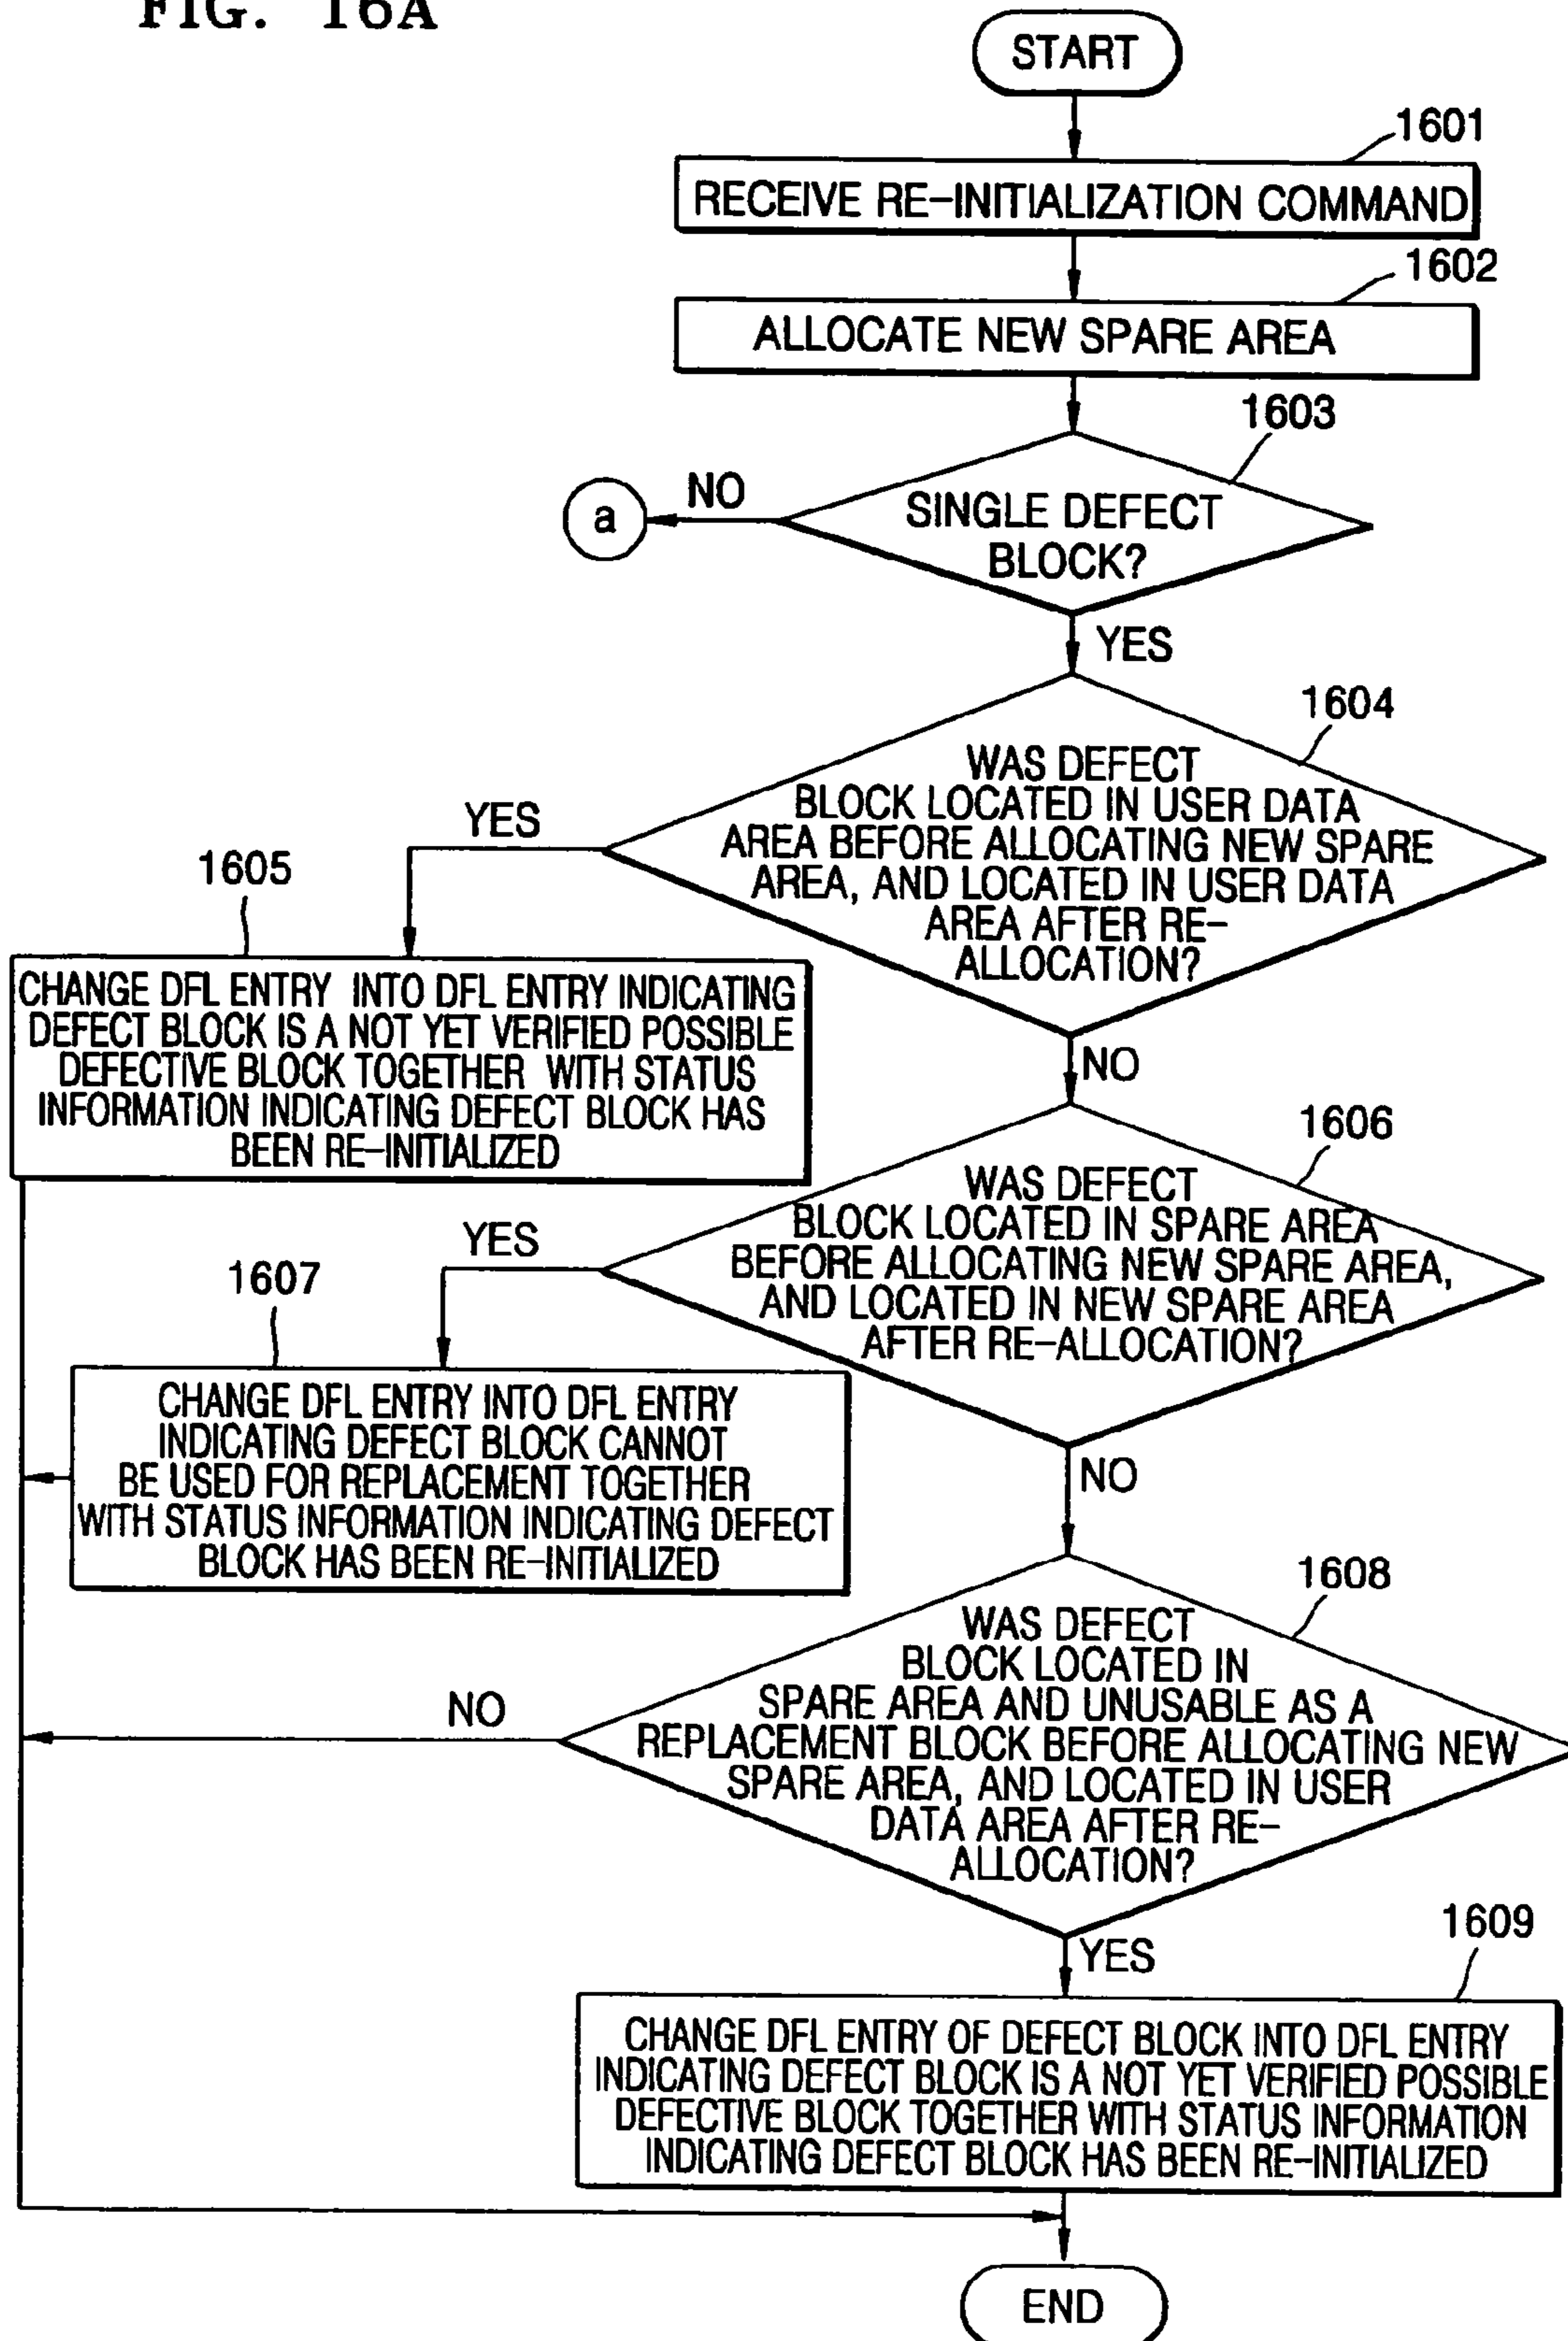 FIG. 16A
START
1601
RECEIVE RE-INITIALIZATION COMMAND
1602
ALLOCATE NEW SPARE AREA
1603
SINGLE DEFECT
BLOCK?
NO
a
YES
1604
WAS DEFECT
BLOCK LOCATED IN USER DATA
AREA BEFORE ALLOCATING NEW SPARE
AREA, AND LOCATED IN USER DATA
AREA AFTER RE-
ALLOCATION?
YES
1605
CHANGE DFL ENTRY INTO DFL ENTRY INDICATING
DEFECT BLOCK IS A NOT YET VERIFIED POSSIBLE
DEFECTIVE BLOCK TOGETHER WITH STATUS
INFORMATION INDICATING DEFECT BLOCK HAS
BEEN RE-INITIALIZED
NO
1606
WAS DEFECT
BLOCK LOCATED IN SPARE AREA
BEFORE ALLOCATING NEW SPARE AREA,
AND LOCATED IN NEW SPARE AREA
AFTER RE-ALLOCATION?
YES
1607
CHANGE DFL ENTRY INTO DFL ENTRY
INDICATING DEFECT BLOCK CANNOT
BE USED FOR REPLACEMENT TOGETHER
WITH STATUS INFORMATION INDICATING DEFECT
BLOCK HAS BEEN RE-INITIALIZED
NO
1608
WAS DEFECT
BLOCK LOCATED IN
SPARE AREA AND UNUSABLE AS A
REPLACEMENT BLOCK BEFORE ALLOCATING NEW
SPARE AREA, AND LOCATED IN USER
DATA AREA AFTER RE-
ALLOCATION?
NO
YES
1609
CHANGE DFL ENTRY OF DEFECT BLOCK INTO DFL ENTRY
INDICATING DEFECT BLOCK IS A NOT YET VERIFIED POSSIBLE
DEFECTIVE BLOCK TOGETHER WITH STATUS INFORMATION
INDICATING DEFECT BLOCK HAS BEEN RE-INITIALIZED
END